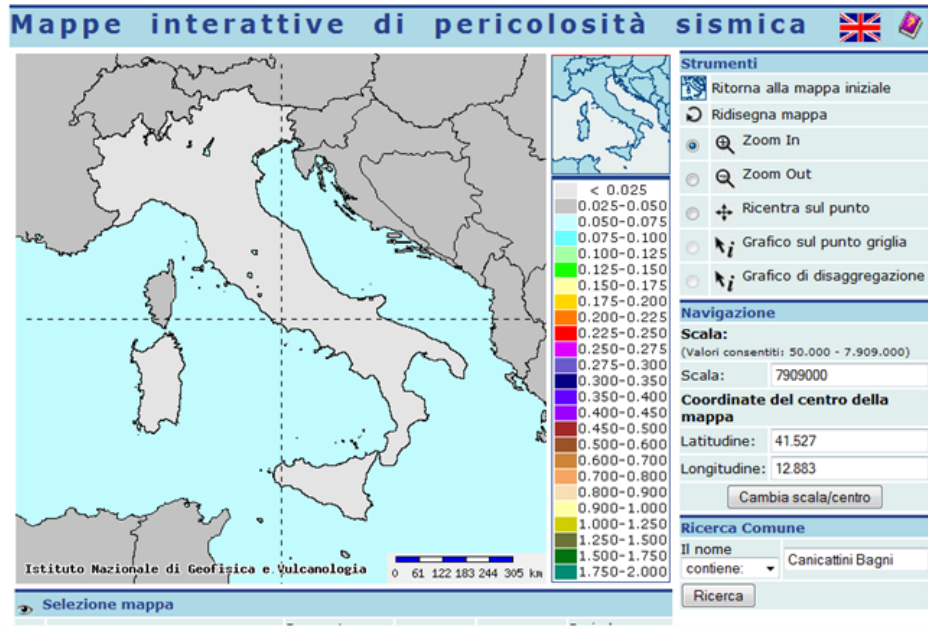 Mappe interattive di pericolosità sismica
< 0.025
0.025-0.050
0.050-0.075
0.075-0.100
0.100-0.125
0.125-0.150
0.150-0.175
0.175-0.200
0.200-0.225
0.225-0.250
0.250-0.275
0.275-0.300
0.300-0.350
0.350-0.400
0.400-0.450
0.450-0.500
0.500-0.600
0.600-0.700
0.700-0.800
0.800-0.900
0.900-1.000
1.000-1.250
1.250-1.500
1.500-1.750
1.750-2.000
Istituto Nazionale di Geofisica e Vulcanologia
0 61 122 183 244 305 km
Selezione mappa
Strumenti
Ritorna alla mappa iniziale
Ridisegna mappa
Zoom In
Zoom Out
Ricentra sul punto
Grafico sul punto griglia
Grafico di disaggregazione
Navigazione
Scala:
(Valori consentiti: 50.000 - 7.909.000)
Scala: 7909000
Coordinate del centro della
mappa
Latitudine: 41.527
Longitudine: 12.883
Cambia scala/centro
Ricerca Comune
Il nome
contiene: Canicattini Bagni
Ricerca